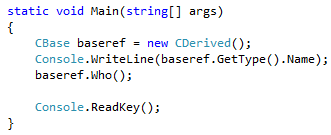 static void Main(string[] args)
{
    CBase baseref = new CDerived();
    Console.WriteLine(baseref.GetType().Name);
    baseref.Who();

    Console.ReadKey();
}